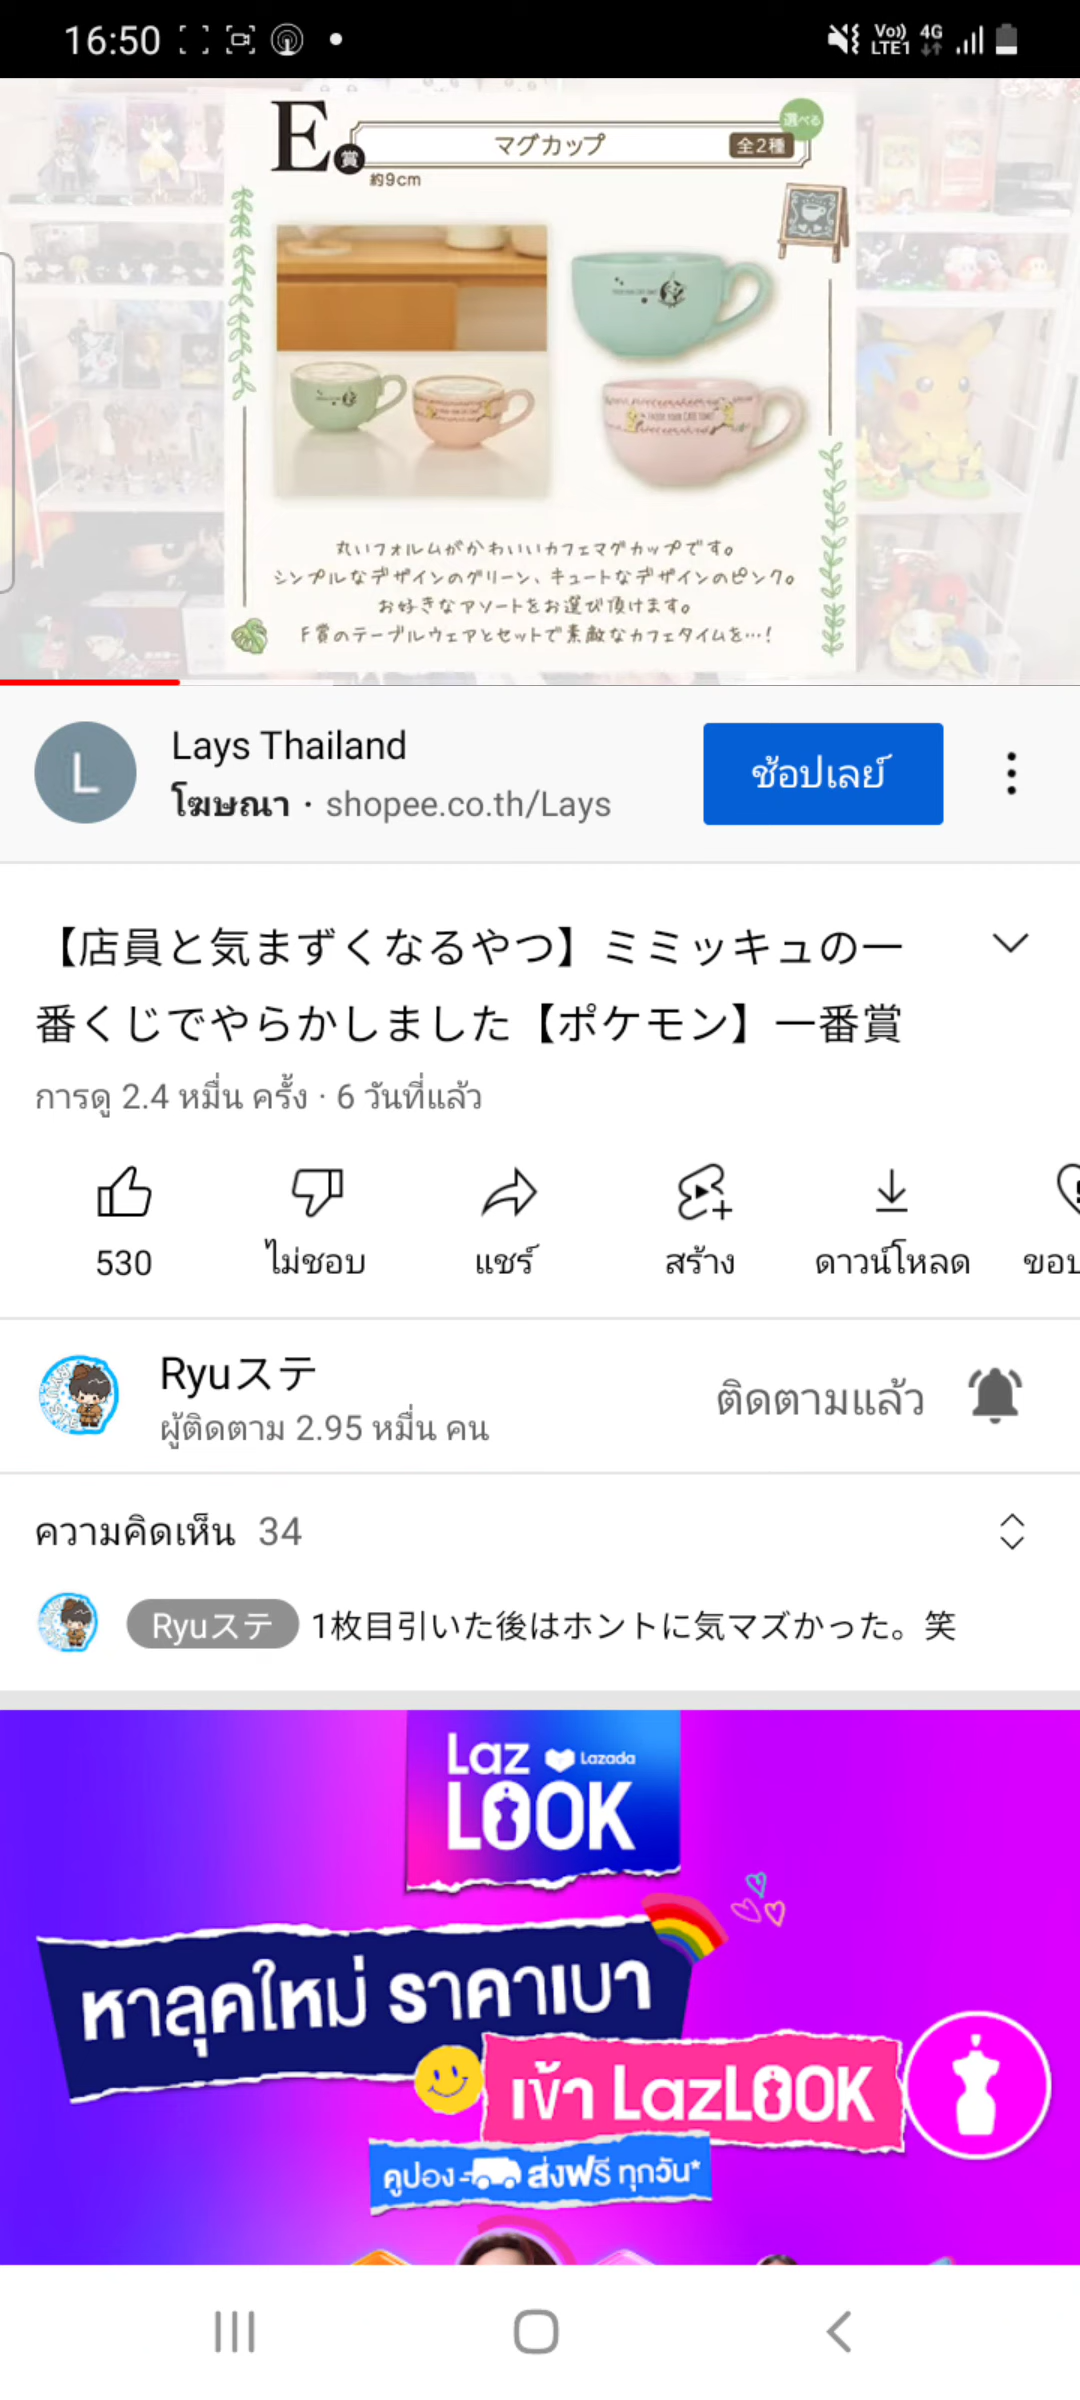 16:50
Vo)) LTE1 4G
E賞
マグカップ
全2種
選べる
約9cm
丸いフォルムがかわいいカフェマグカップです。
シンプルなデザインのグリーン、キュートなデザインのピンク。
お好きなアソートをお選び頂けます。
F賞のテーブルウェアとセットで素敵なカフェタイムを…！
L
Lays Thailand
โฆษณา · shopee.co.th/Lays
ช้อปเลย์
【店員と気まずくなるやつ】ミミッキュの一
番くじでやらかしました【ポケモン】一番賞
การดู 2.4 หมื่น ครั้ง · 6 วันที่แล้ว
530
ไม่ชอบ
แชร์
สร้าง
ดาวน์โหลด
ขอบ
Ryuステ
ผู้ติดตาม 2.95 หมื่น คน
ติดตามแล้ว
ความคิดเห็น 34
Ryuステ 1枚目引いた後はホントに気マズかった。笑
Laz Lazada
LOOK
หาลุคใหม่ ราคาเบา
เข้า LazLOOK
คูปอง ส่งฟรี ทุกวัน*